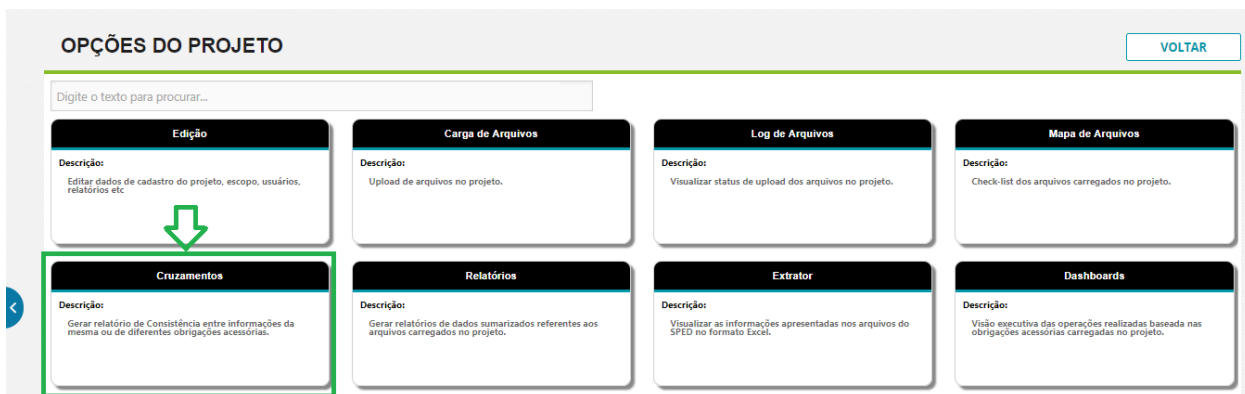 OPÇÕES DO PROJETO
VOLTAR
Digite o texto para procurar...
Edição
Descrição:
Editar dados de cadastro do projeto, escopo, usuários,
relatórios etc
Carga de Arquivos
Descrição:
Upload de arquivos no projeto.
Log de Arquivos
Descrição:
Visualizar status de upload dos arquivos no projeto.
Mapa de Arquivos
Descrição:
Check-list dos arquivos carregados no projeto.
Cruzamentos
Descrição:
Gerar relatório de Consistência entre informações da
mesma ou de diferentes obrigações acessórias.
Relatórios
Descrição:
Gerar relatórios de dados sumarizados referentes aos
arquivos carregados no projeto.
Extrator
Descrição:
Visualizar as informações apresentadas nos arquivos do
SPED no formato Excel.
Dashboards
Descrição:
Visão executiva das operações realizadas baseada nas
obrigações acessórias carregadas no projeto.